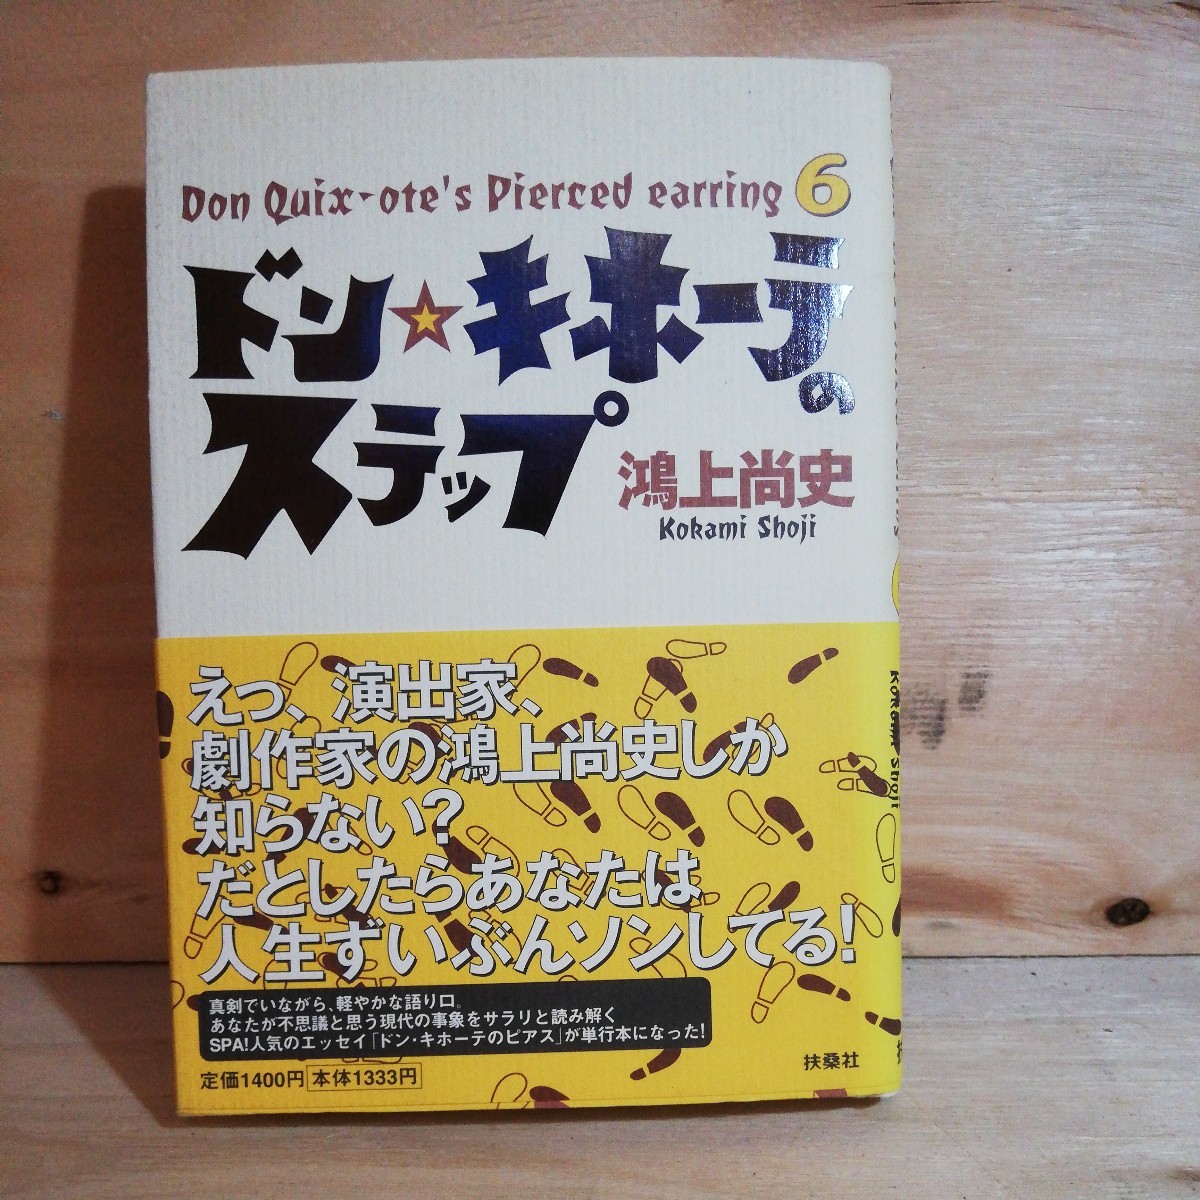 Don Quix-ote's Pierced earring 6
ドン★キホーテの
ステップ
鴻上尚史
Kokami Shoji
えっ、演出家、
劇作家の鴻上尚史しか
知らない?
だとしたらあなたは
人生ずいぶんソンしてる!
真剣でいながら、軽やかな語り口。
あなたが不思議と思う現代の事象をサラリと読み解く
SPA!人気のエッセイ「ドン・キホーテのピアス」が単行本になった!
定価1400円 本体1333円
扶桑社
Kokami Shoji